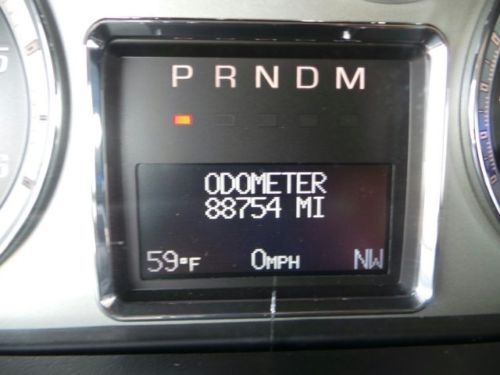 P R N D M
ODOMETER
88754 MI
59°F 0MPH NW